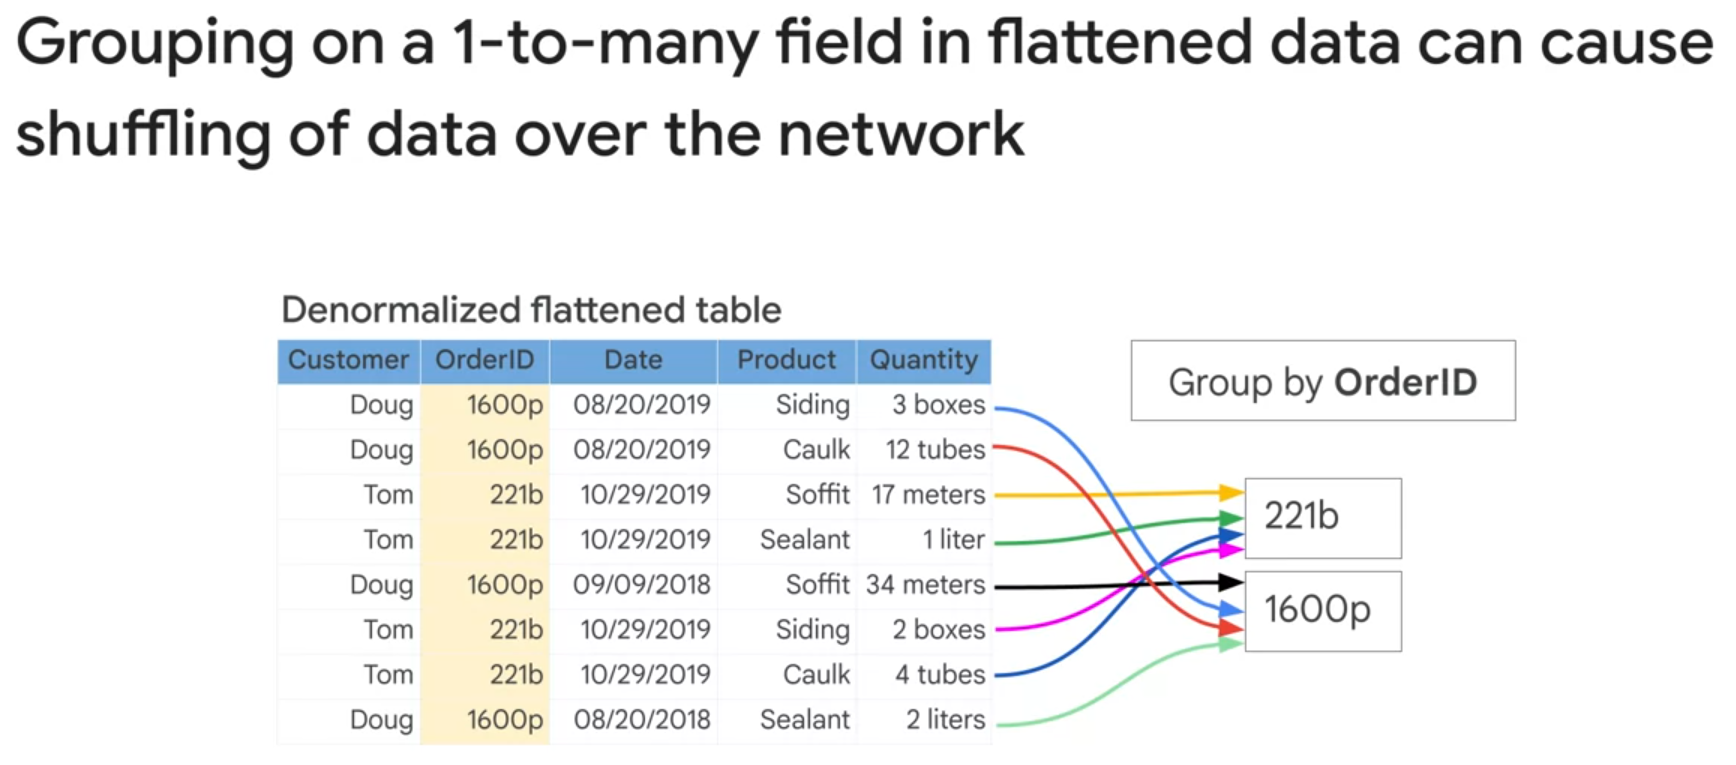 Grouping on a 1-to-many field in flattened data can cause
shuffling of data over the network
Denormalized flattened table
Customer OrderID Date Product Quantity
Doug 1600p 08/20/2019 Siding 3 boxes
Doug 1600p 08/20/2019 Caulk 12 tubes
Tom 221b 10/29/2019 Soffit 17 meters
Tom 221b 10/29/2019 Sealant 1 liter
Doug 1600p 09/09/2018 Soffit 34 meters
Tom 221b 10/29/2019 Siding 2 boxes
Tom 221b 10/29/2019 Caulk 4 tubes
Doug 1600p 08/20/2018 Sealant 2 liters
Group by OrderID
221b
1600p